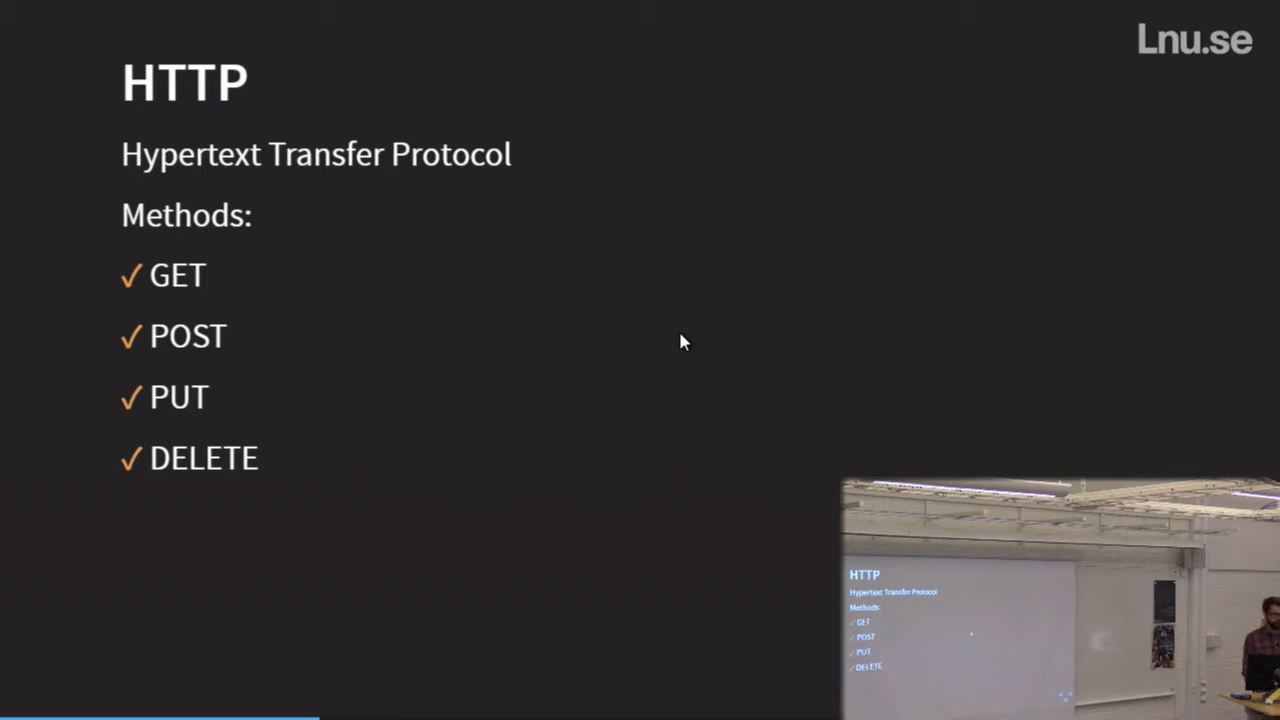 Lnu.se
HTTP
Hypertext Transfer Protocol
Methods:
✓ GET
✓ POST
✓ PUT
✓ DELETE
HTTP
Hypertext Transfer Protocol
Methods:
✓ GET
✓ POST
✓ PUT
✓ DELETE